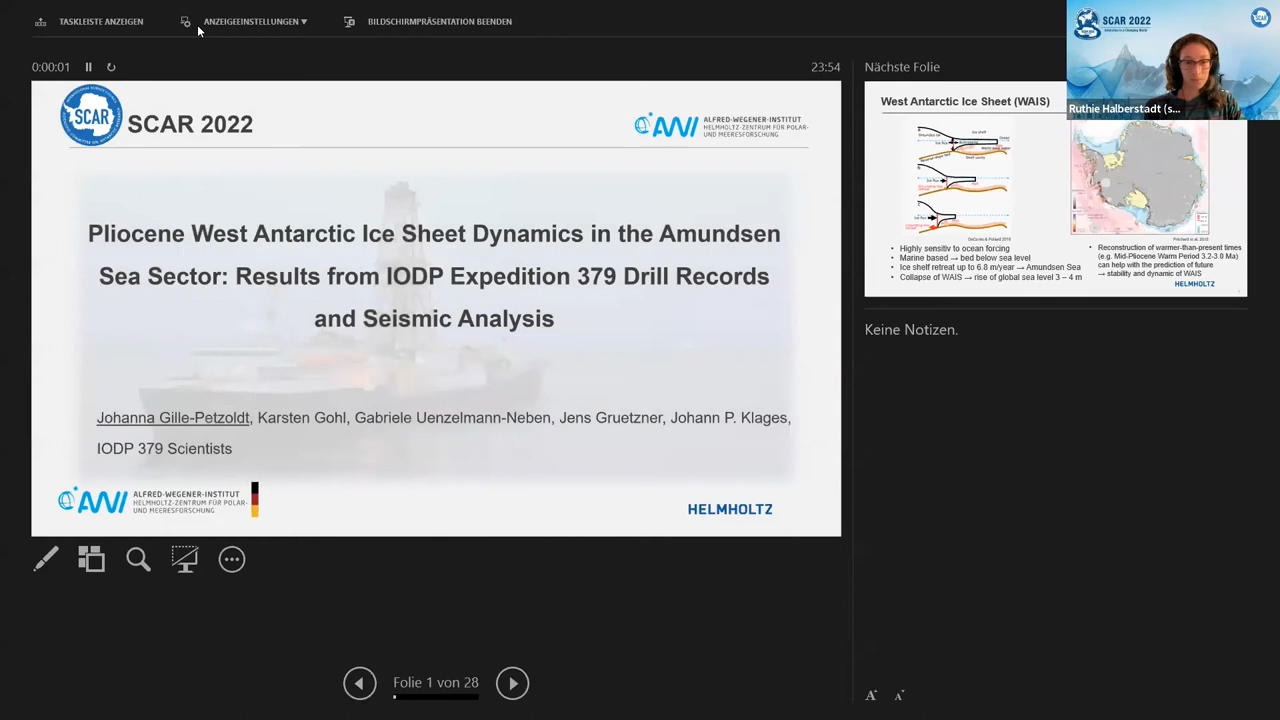 TASKLEISTE ANZEIGEN
ANZEIGEEINSTELLUNGEN ▼
BILDSCHIRMPRÄSENTATION BEENDEN
0:00:01
23:54
SCAR
SCAR 2022
ALFRED-WEGENER-INSTITUT
HELMHOLTZ-ZENTRUM FÜR POLAR-
UND MEERESFORSCHUNG
Pliocene West Antarctic Ice Sheet Dynamics in the Amundsen
Sea Sector: Results from IODP Expedition 379 Drill Records
and Seismic Analysis
Johanna Gille-Petzoldt, Karsten Gohl, Gabriele Uenzelmann-Neben, Jens Gruetzner, Johann P. Klages,
IODP 379 Scientists
AWI
ALFRED-WEGENER-INSTITUT
HELMHOLTZ-ZENTRUM FÜR POLAR-
UND MEERESFORSCHUNG
HELMHOLTZ
Folie 1 von 28
Nächste Folie
West Antarctic Ice Sheet (WAIS)
• Highly sensitiv to ocean forcing
• Marine based → bed below sea level
• Ice shelf retreat up to 6.8 m/year → Amundsen Sea
• Collapse of WAIS → rise of global sea level 3 – 4 m
• Reconstruction of warmer-than-present times
(e.g. Mid-Pliocene Warm Period 3.2-3.0 Ma)
can help with the prediction of future
→ stability and dynamic of WAIS
HELMHOLTZ
Keine Notizen.
SCAR 2022
Ruthie Halberstadt (s...